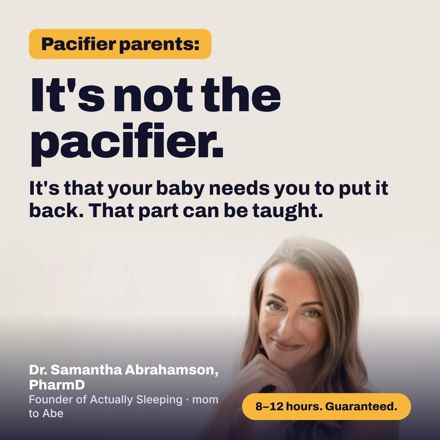 Pacifier parents:
It's not the
pacifier.
It's that your baby needs you to put it
back. That part can be taught.
Dr. Samantha Abrahamson,
PharmD
Founder of Actually Sleeping · mom
to Abe
8–12 hours. Guaranteed.